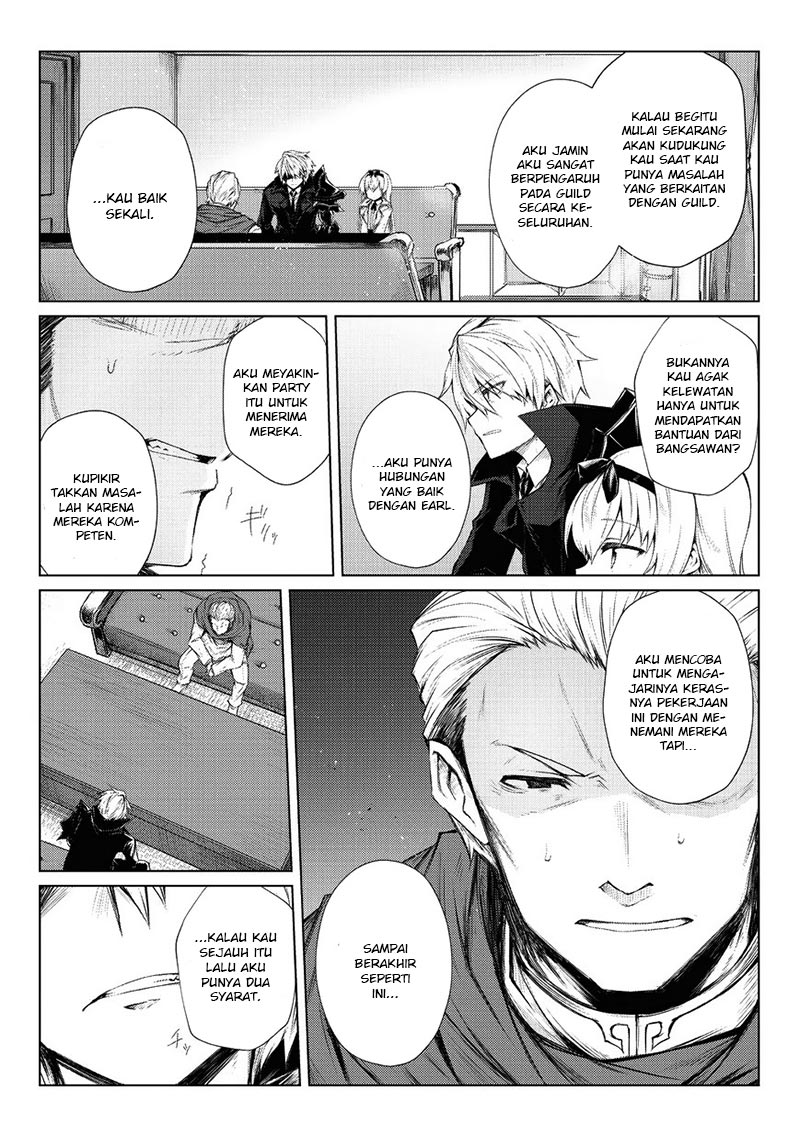 KALAU BEGITU
MULAI SEKARANG
AKAN KUDUKUNG
KAU SAAT KAU
PUNYA MASALAH
YANG BERKAITAN
DENGAN GUILD.
AKU JAMIN
AKU SANGAT
BERPENGARUH
PADA GUILD
SECARA KE-
SELURUHAN.
...KAU BAIK
SEKALI.
BUKANNYA
KAU AGAK
KELEWATAN
HANYA UNTUK
MENDAPATKAN
BANTUAN DARI
BANGSAWAN?
...AKU PUNYA
HUBUNGAN
YANG BAIK
DENGAN EARL.
AKU MEYAKIN-
KAN PARTY
ITU UNTUK
MENERIMA
MEREKA.
KUPIKIR
TAKKAN MASA-
LAH KARENA
MEREKA KOM-
PETEN.
AKU MENCOBA
UNTUK MENGA-
JARINYA KERAS-
NYA PEKERJAAN
INI DENGAN ME-
NEMANI MEREKA
TAPI...
SAMPAI
BERAKHIR
SEPERTI
INI...
...KALAU KAU
SEJAUH ITU
LALU AKU
PUNYA DUA
SYARAT.